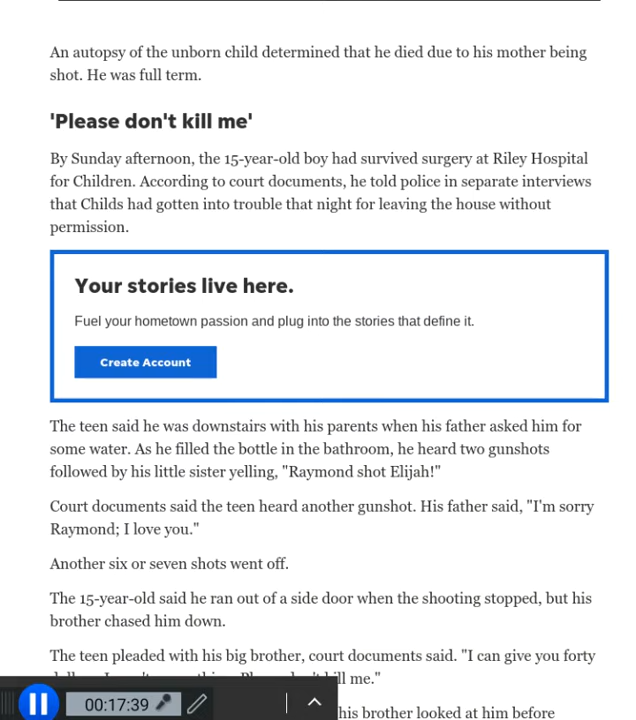 An autopsy of the unborn child determined that he died due to his mother being
shot. He was full term.
'Please don't kill me'
By Sunday afternoon, the 15-year-old boy had survived surgery at Riley Hospital
for Children. According to court documents, he told police in separate interviews
that Childs had gotten into trouble that night for leaving the house without
permission.
Your stories live here.
Fuel your hometown passion and plug into the stories that define it.
Create Account
The teen said he was downstairs with his parents when his father asked him for
some water. As he filled the bottle in the bathroom, he heard two gunshots
followed by his little sister yelling, "Raymond shot Elijah!"
Court documents said the teen heard another gunshot. His father said, "I'm sorry
Raymond; I love you."
Another six or seven shots went off.
The 15-year-old said he ran out of a side door when the shooting stopped, but his
brother chased him down.
The teen pleaded with his big brother, court documents said. "I can give you forty
me."
00:17:39
his brother looked at him before